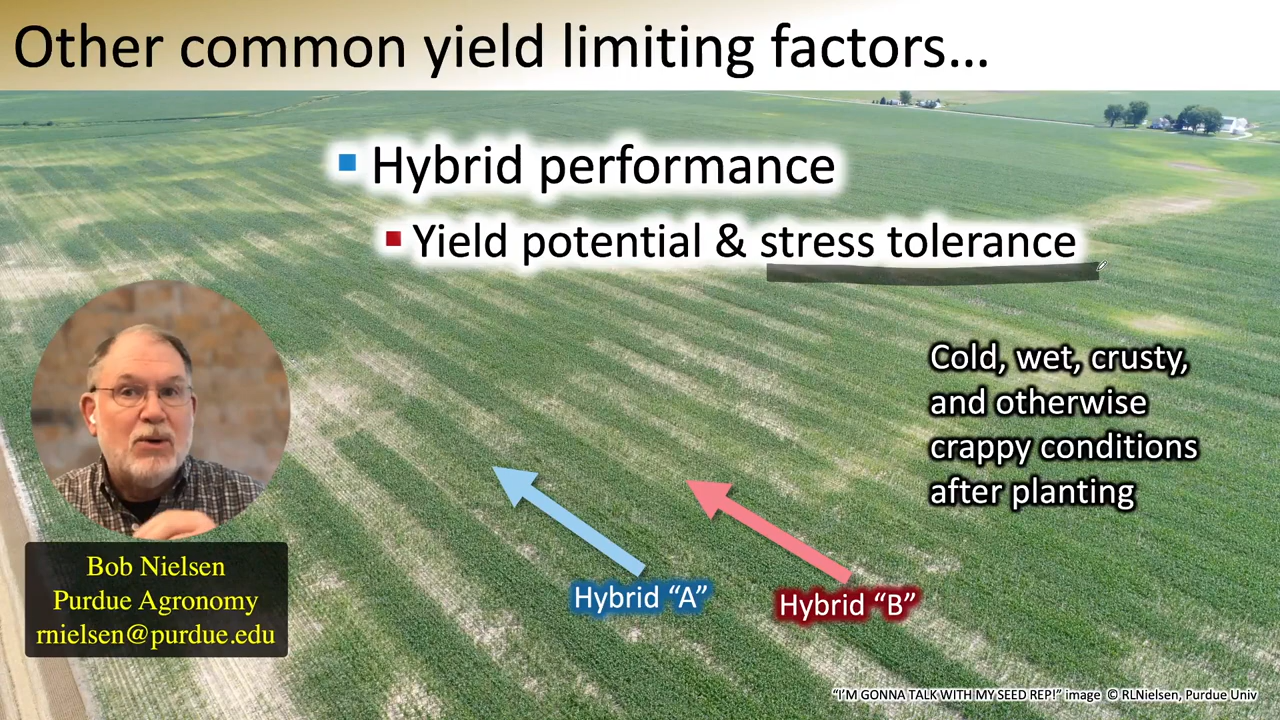 Other common yield limiting factors...
Hybrid performance
Yield potential & stress tolerance
Cold, wet, crusty,
and otherwise
crappy conditions
after planting
Hybrid “A”
Hybrid “B”
Bob Nielsen
Purdue Agronomy
rnielsen@purdue.edu
“I’M GONNA TALK WITH MY SEED REP!” image © RLNielsen, Purdue Univ